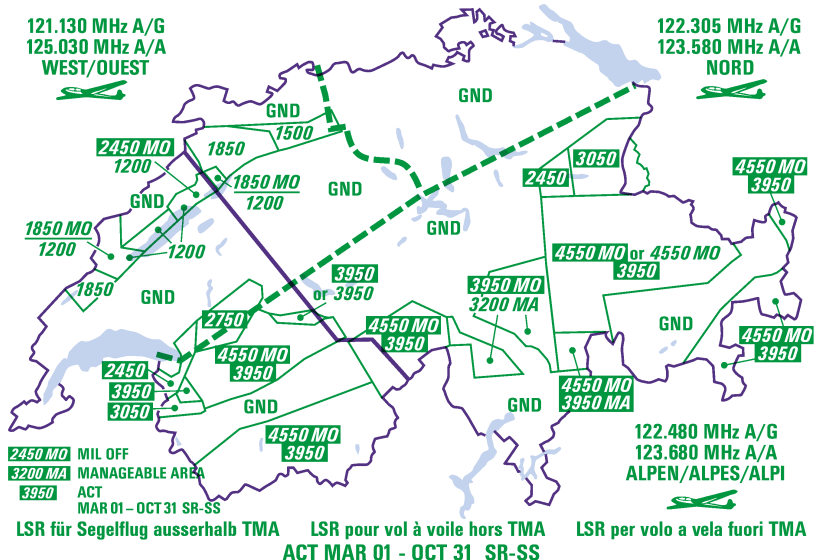 121.130 MHz A/G
125.030 MHz A/A
WEST/OUEST
122.305 MHz A/G
123.580 MHz A/A
NORD
GND
GND
1500
2450 MO
1200
1850
1850 MO
1200
GND
GND
3050
2450
4550 MO
3950
1850 MO
1200
1200
GND
1850
GND
4550 MO or 4550 MO
3950
3950
or 3950
3950 MO
3200 MA
2750
4550 MO
3950
GND
4550 MO
3950
4550 MO
3950
2450
3950
3050
GND
4550 MO
3950 MA
GND
4550 MO
3950
122.480 MHz A/G
123.680 MHz A/A
ALPEN/ALPES/ALPI
2450 MO MIL OFF
3200 MA MANAGEABLE AREA
3950 ACT
MAR 01 – OCT 31 SR-SS
LSR für Segelflug ausserhalb TMA LSR pour vol à voile hors TMA LSR per volo a vela fuori TMA
ACT MAR 01 - OCT 31 SR-SS